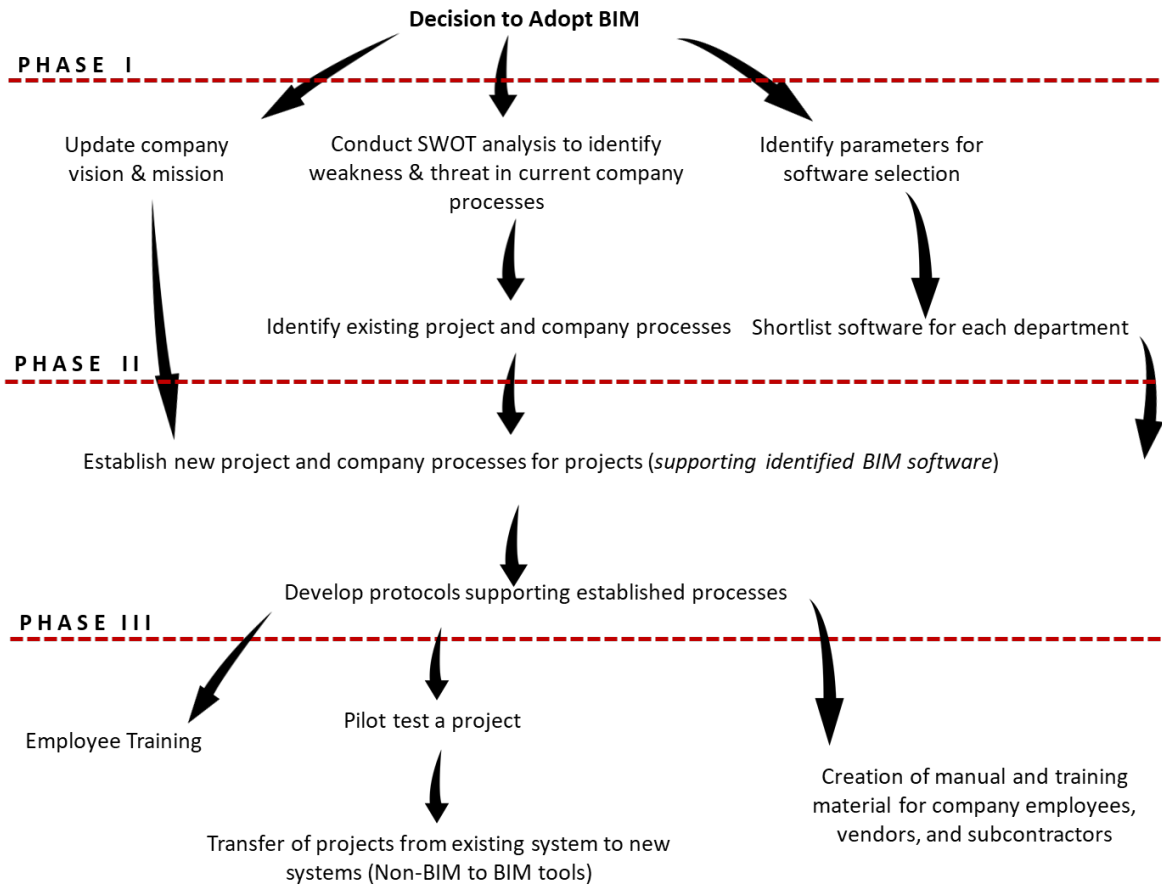 Decision to Adopt BIM
PHASE I
Update company
vision & mission
Conduct SWOT analysis to identify
weakness & threat in current company
processes
Identify parameters for
software selection
Identify existing project and company processes
Shortlist software for each department
PHASE II
Establish new project and company processes for projects (supporting identified BIM software)
Develop protocols supporting established processes
PHASE III
Employee Training
Pilot test a project
Transfer of projects from existing system to new
systems (Non-BIM to BIM tools)
Creation of manual and training
material for company employees,
vendors, and subcontractors